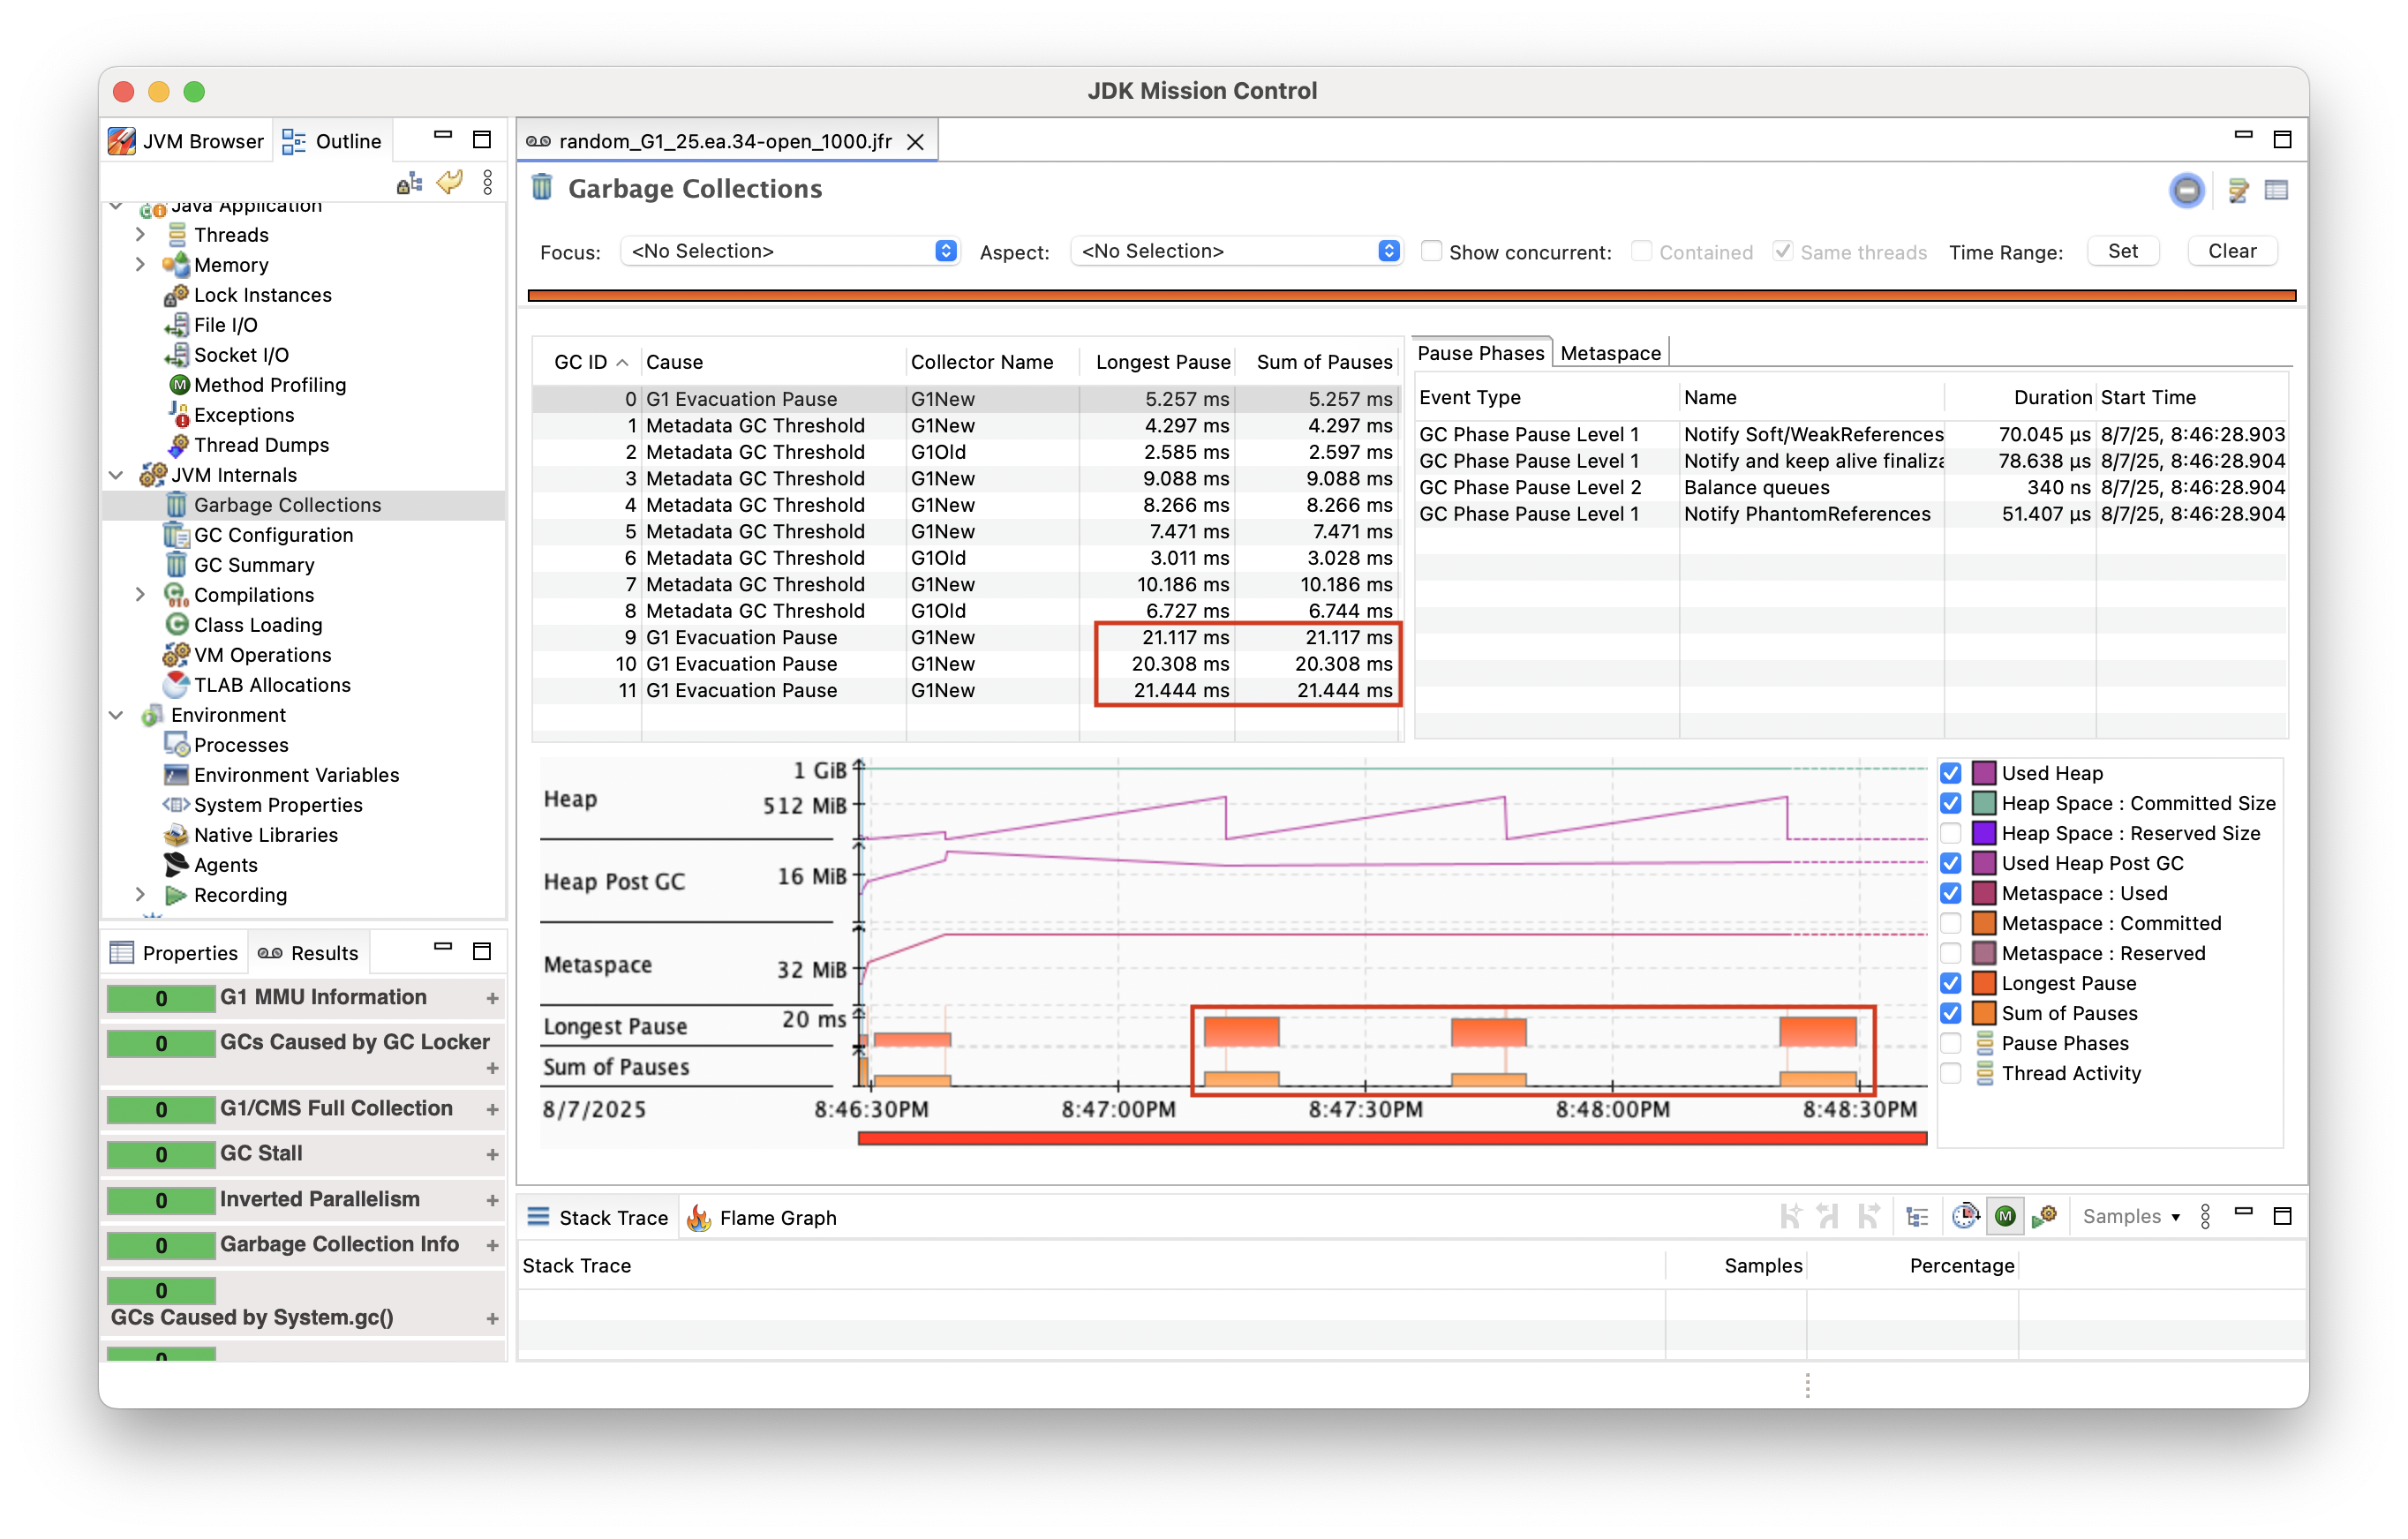 JDK Mission Control
JVM Browser
Outline
Java Application
Threads
Memory
Lock Instances
File I/O
Socket I/O
Method Profiling
Exceptions
Thread Dumps
JVM Internals
Garbage Collections
GC Configuration
GC Summary
Compilations
Class Loading
VM Operations
TLAB Allocations
Environment
Processes
Environment Variables
System Properties
Native Libraries
Agents
Recording
Properties
Results
0 G1 MMU Information +
0 GCs Caused by GC Locker +
0 G1/CMS Full Collection +
0 GC Stall +
0 Inverted Parallelism +
0 Garbage Collection Info +
0
GCs Caused by System.gc() +
0
random_G1_25.ea.34-open_1000.jfr
Garbage Collections
Focus: <No Selection> Aspect: <No Selection> Show concurrent: Contained Same threads Time Range: Set Clear
GC ID Cause Collector Name Longest Pause Sum of Pauses
0 G1 Evacuation Pause G1New 5.257 ms 5.257 ms
1 Metadata GC Threshold G1New 4.297 ms 4.297 ms
2 Metadata GC Threshold G1Old 2.585 ms 2.597 ms
3 Metadata GC Threshold G1New 9.088 ms 9.088 ms
4 Metadata GC Threshold G1New 8.266 ms 8.266 ms
5 Metadata GC Threshold G1New 7.471 ms 7.471 ms
6 Metadata GC Threshold G1Old 3.011 ms 3.028 ms
7 Metadata GC Threshold G1New 10.186 ms 10.186 ms
8 Metadata GC Threshold G1Old 6.727 ms 6.744 ms
9 G1 Evacuation Pause G1New 21.117 ms 21.117 ms
10 G1 Evacuation Pause G1New 20.308 ms 20.308 ms
11 G1 Evacuation Pause G1New 21.444 ms 21.444 ms
Pause Phases Metaspace
Event Type Name Duration Start Time
GC Phase Pause Level 1 Notify Soft/WeakReferences 70.045 µs 8/7/25, 8:46:28.903
GC Phase Pause Level 1 Notify and keep alive finaliza 78.638 µs 8/7/25, 8:46:28.904
GC Phase Pause Level 2 Balance queues 340 ns 8/7/25, 8:46:28.904
GC Phase Pause Level 1 Notify PhantomReferences 51.407 µs 8/7/25, 8:46:28.904
1 GiB
Heap 512 MiB
Heap Post GC 16 MiB
Metaspace 32 MiB
Longest Pause 20 ms
Sum of Pauses
8/7/2025 8:46:30PM 8:47:00PM 8:47:30PM 8:48:00PM 8:48:30PM
Used Heap
Heap Space : Committed Size
Heap Space : Reserved Size
Used Heap Post GC
Metaspace : Used
Metaspace : Committed
Metaspace : Reserved
Longest Pause
Sum of Pauses
Pause Phases
Thread Activity
Stack Trace Flame Graph Samples
Stack Trace Samples Percentage